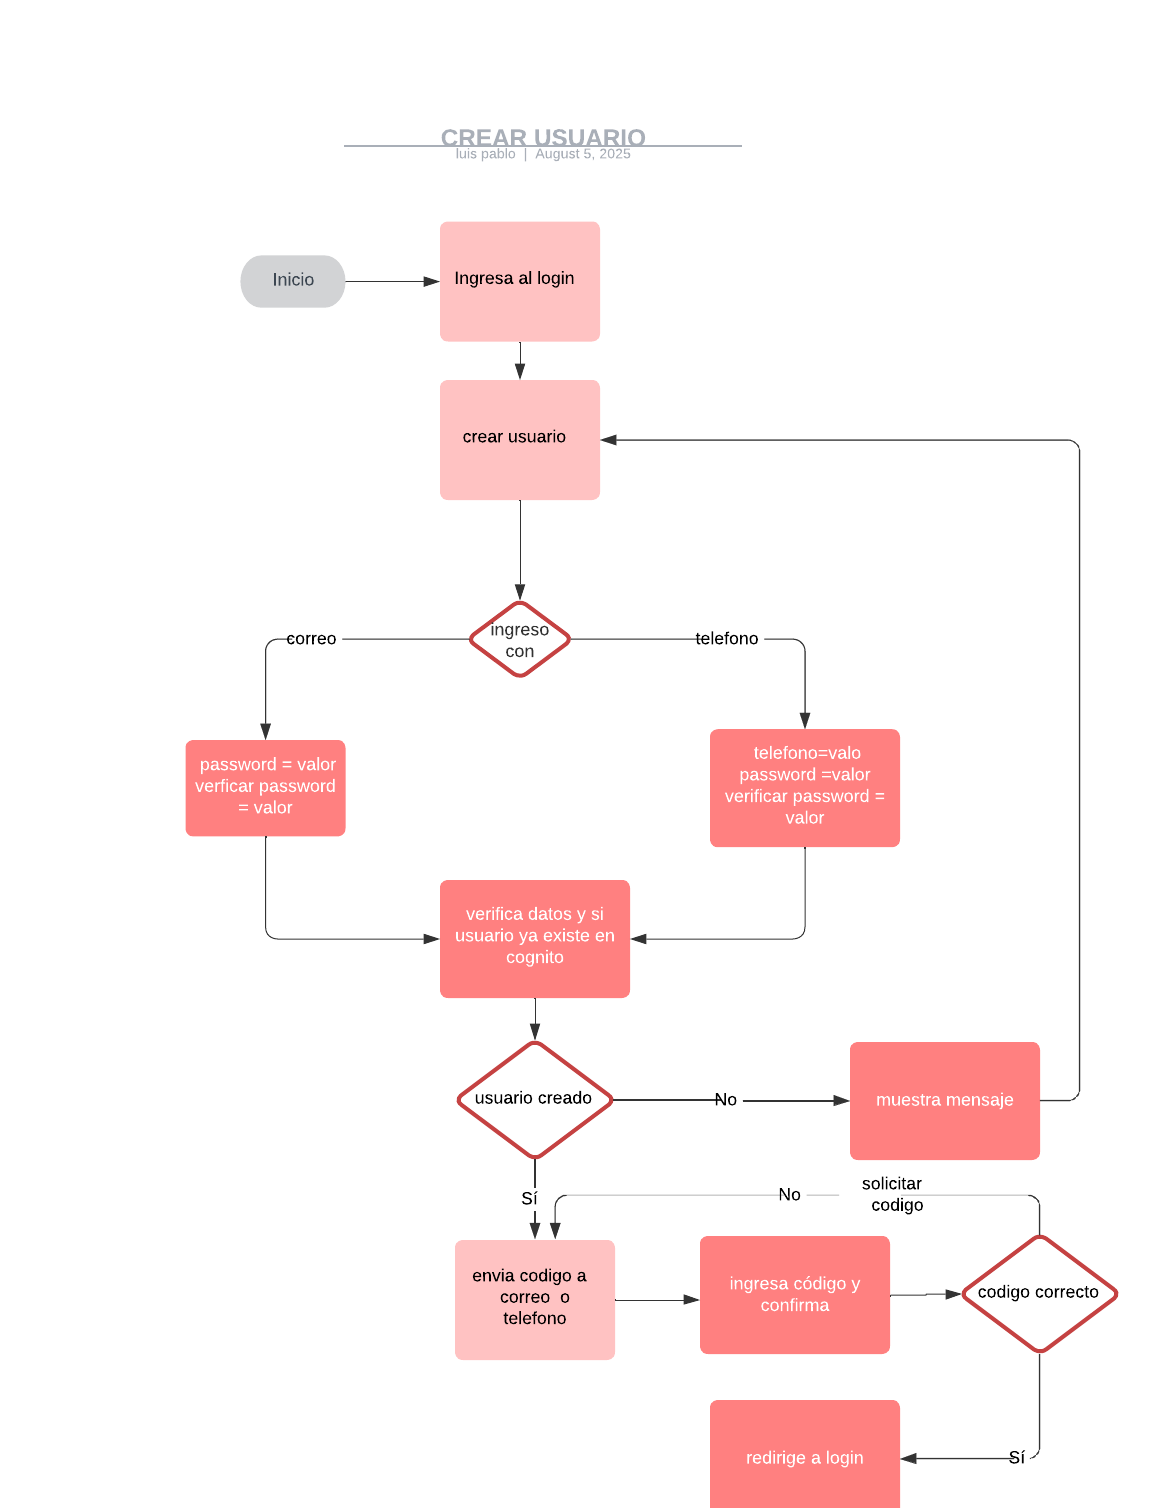 CREAR USUARIO
luis pablo | August 5, 2025
Inicio
Ingresa al login
crear usuario
ingreso
con
correo
telefono
password = valor
verficar password
= valor
telefono=valo
password =valor
verificar password =
valor
verifica datos y si
usuario ya existe en
cognito
usuario creado
No
muestra mensaje
Sí
No
solicitar
codigo
envia codigo a
correo o
telefono
ingresa código y
confirma
codigo correcto
redirige a login
Sí